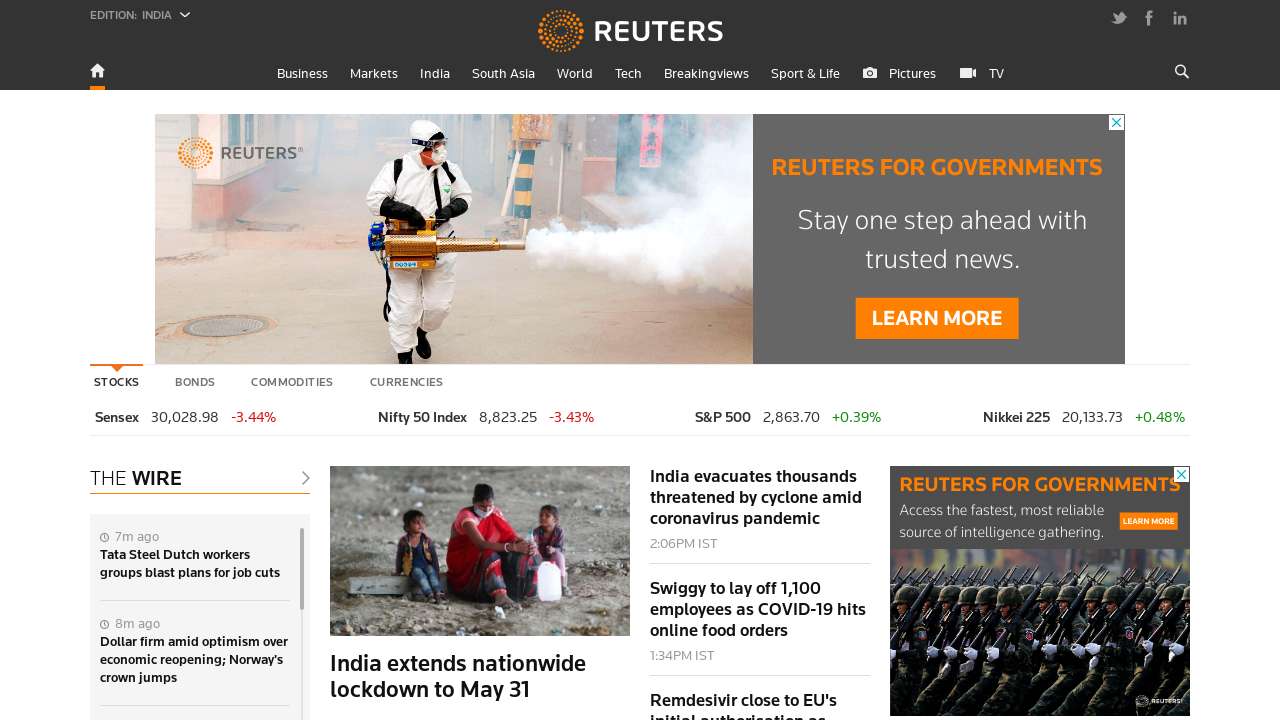 EDITION: INDIA
REUTERS
Business Markets India South Asia World Tech Breakingviews Sport & Life Pictures TV
REUTERS
REUTERS FOR GOVERNMENTS
Stay one step ahead with
trusted news.
LEARN MORE
STOCKS BONDS COMMODITIES CURRENCIES
Sensex 30,028.98 -3.44% Nifty 50 Index 8,823.25 -3.43% S&P 500 2,863.70 +0.39% Nikkei 225 20,133.73 +0.48%
THE WIRE
7m ago
Tata Steel Dutch workers
groups blast plans for job cuts
8m ago
Dollar firm amid optimism over
economic reopening; Norway's
crown jumps
India extends nationwide
lockdown to May 31
India evacuates thousands
threatened by cyclone amid
coronavirus pandemic
2:06PM IST
Swiggy to lay off 1,100
employees as COVID-19 hits
online food orders
1:34PM IST
Remdesivir close to EU's
initial authorisation as
REUTERS FOR GOVERNMENTS
Access the fastest, most reliable
source of intelligence gathering.
LEARN MORE
REUTERS